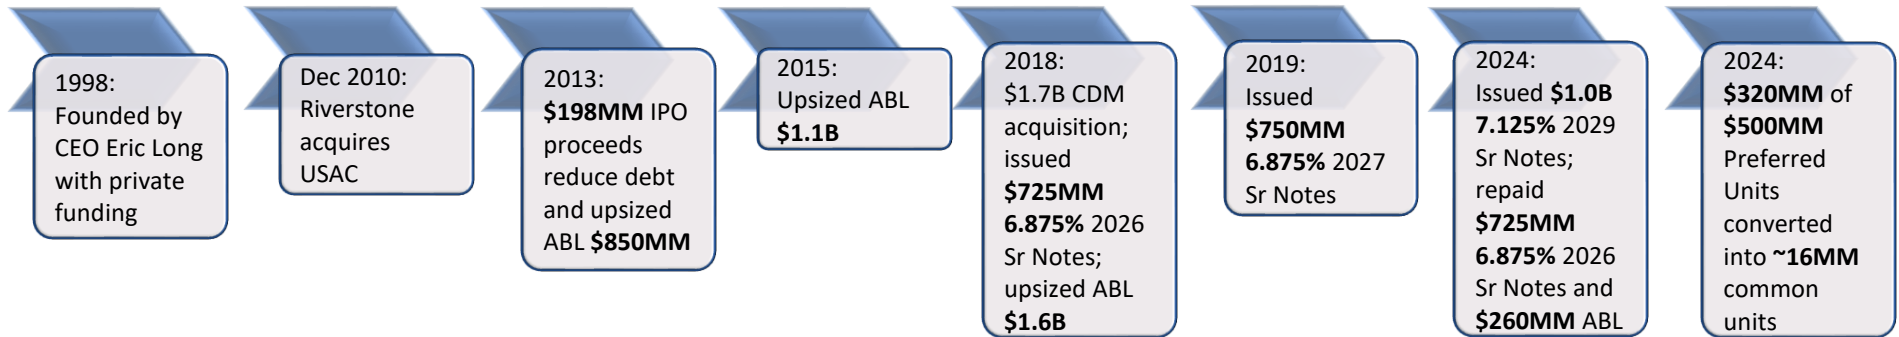 1998:
Founded by
CEO Eric Long
with private
funding
Dec 2010:
Riverstone
acquires
USAC
2013:
$198MM IPO
proceeds
reduce debt
and upsized
ABL $850MM
2015:
Upsized ABL
$1.1B
2018:
$1.7B CDM
acquisition;
issued
$725MM
6.875% 2026
Sr Notes;
upsized ABL
$1.6B
2019:
Issued
$750MM
6.875% 2027
Sr Notes
2024:
Issued $1.0B
7.125% 2029
Sr Notes;
repaid
$725MM
6.875% 2026
Sr Notes and
$260MM ABL
2024:
$320MM of
$500MM
Preferred
Units
converted
into ~16MM
common
units